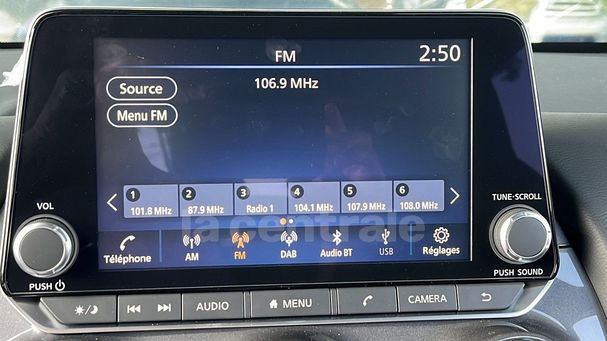 FM
2:50
Source
106.9 MHz
Menu FM
1 2 3 4 5 6
101.8 MHz 87.9 MHz Radio 1 104.1 MHz 107.9 MHz 108.0 MHz
la centrale
Téléphone AM FM DAB Audio BT USB Réglages
VOL
TUNE·SCROLL
PUSH
PUSH SOUND
AUDIO MENU CAMERA